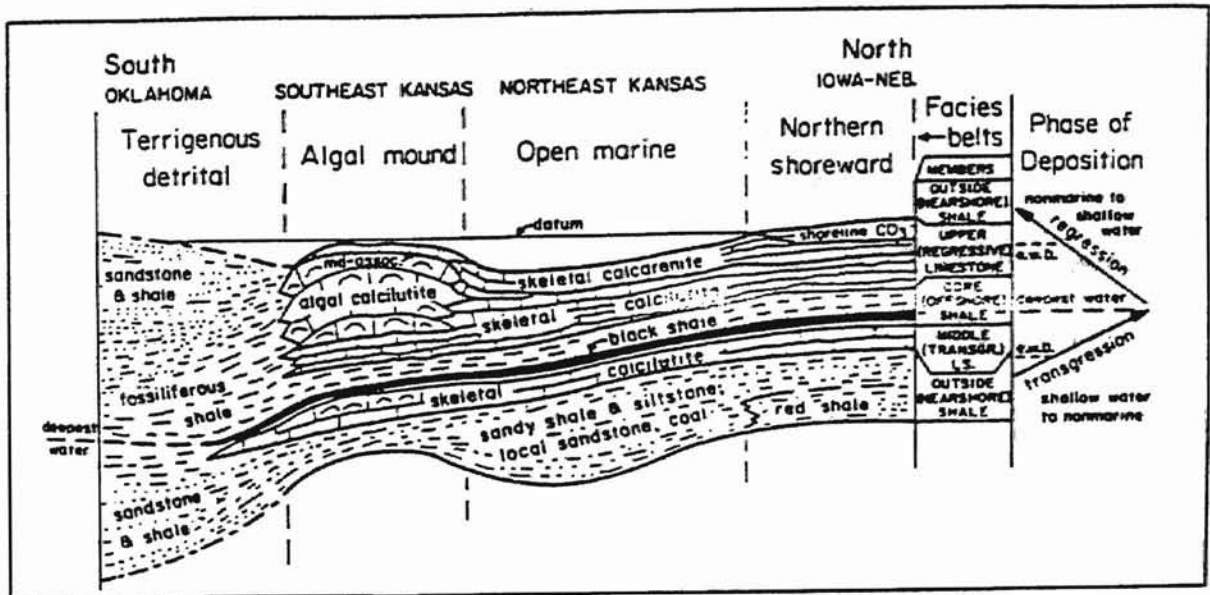 South
OKLAHOMA
SOUTHEAST KANSAS
NORTHEAST KANSAS
North
IOWA-NEB.
Terrigenous
detrital
Algal mound
Open marine
Northern
shoreward
Facies
belts
Phase of
Deposition
MEMBERS
OUTSIDE
(NEARSHORE)
SHALE
UPPER
(REGRESSIVE)
LIMESTONE
CORE
(OFFSHORE)
SHALE
MIDDLE
(TRANSGR.)
LS.
OUTSIDE
(NEARSHORE)
SHALE
nonmarine to
shallow
water
regression
e.w.D.
deepest water
e.w.D.
transgression
shallow water
to nonmarine
datum
shoreline CO3
sandstone
& shale
md-assoc.
algal calcilutite
skeletal calcarenite
skeletal calcilutite
black shale
fossiliferous
shale
skeletal calcilutite
deepest
water
sandy shale & siltstone
local sandstone, coal
red shale
sandstone
& shale